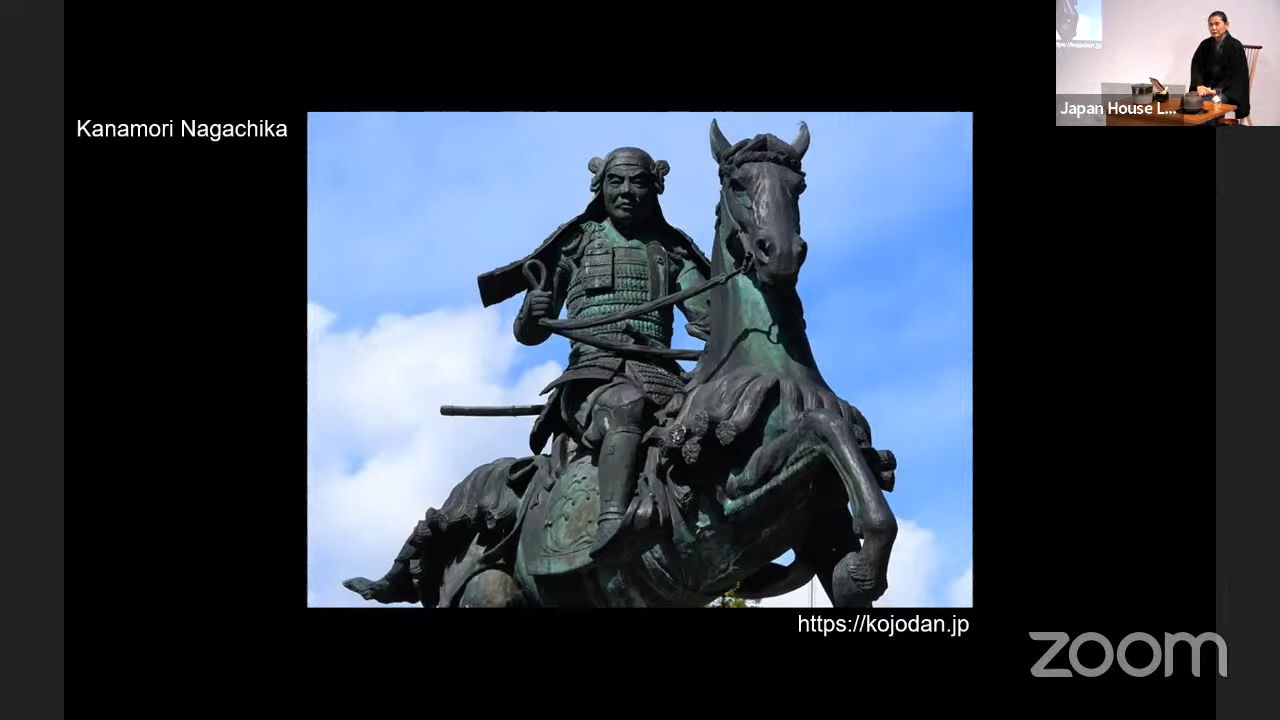 Kanamori Nagachika
https://kojodan.jp
Japan House L...
zoom